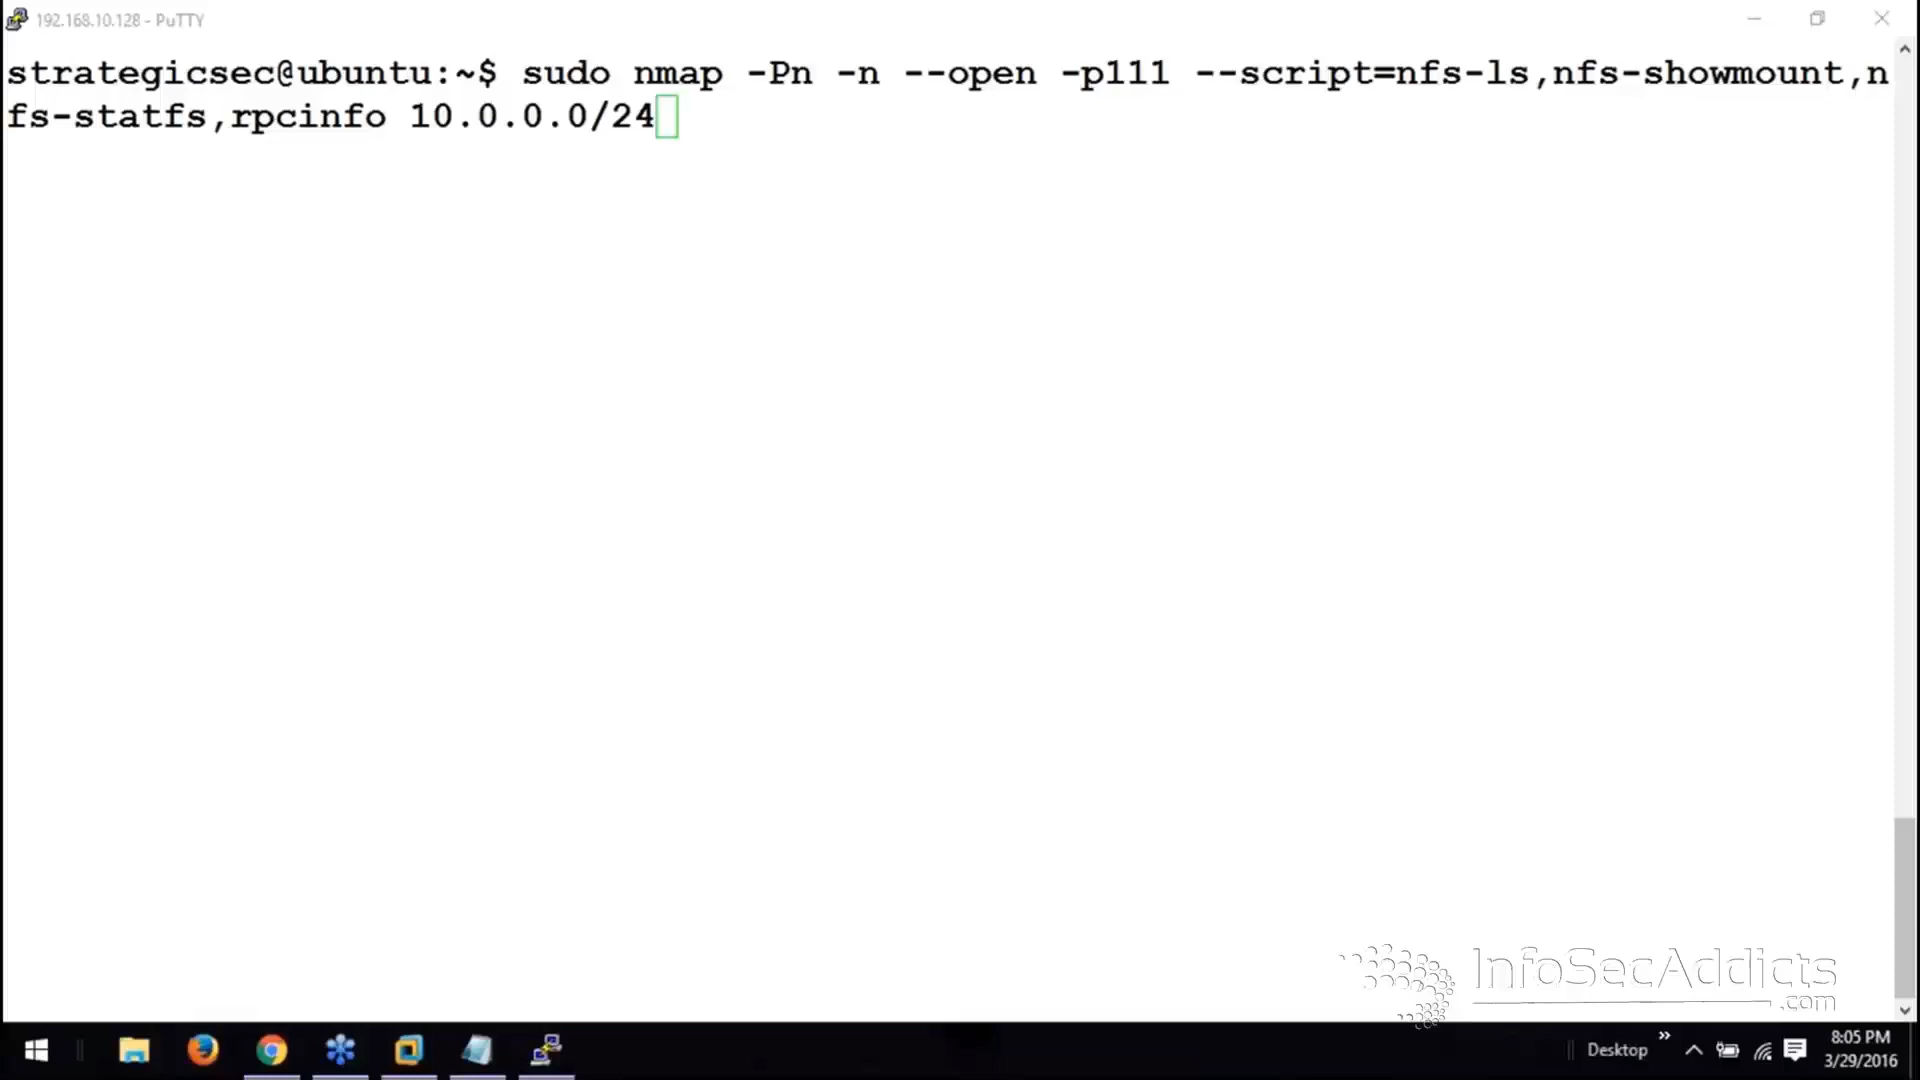 192.168.10.128 - PuTTY
strategicsec@ubuntu:~$ sudo nmap -Pn -n --open -p111 --script=nfs-ls,nfs-showmount,n
fs-statfs,rpcinfo 10.0.0.0/24
InfoSecAddicts
.com
Desktop
8:05 PM
3/29/2016